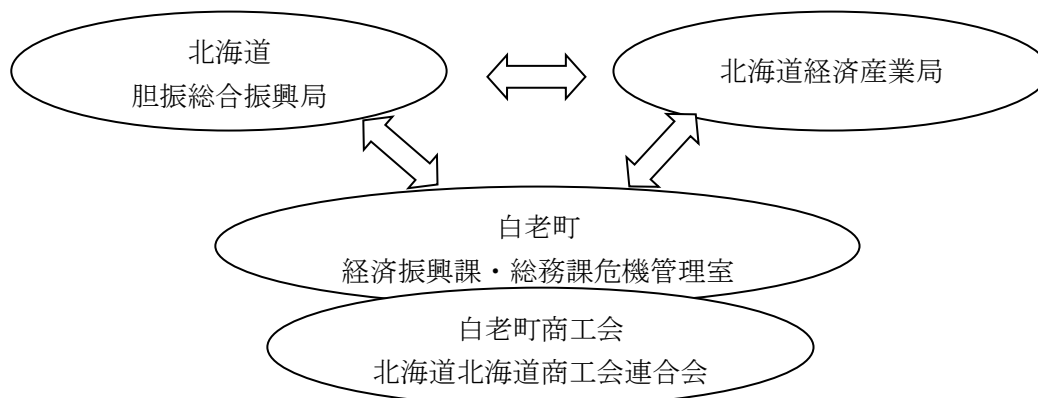 北海道
胆振総合振興局
北海道経済産業局
白老町
経済振興課・総務課危機管理室
白老町商工会
北海道北海道商工会連合会